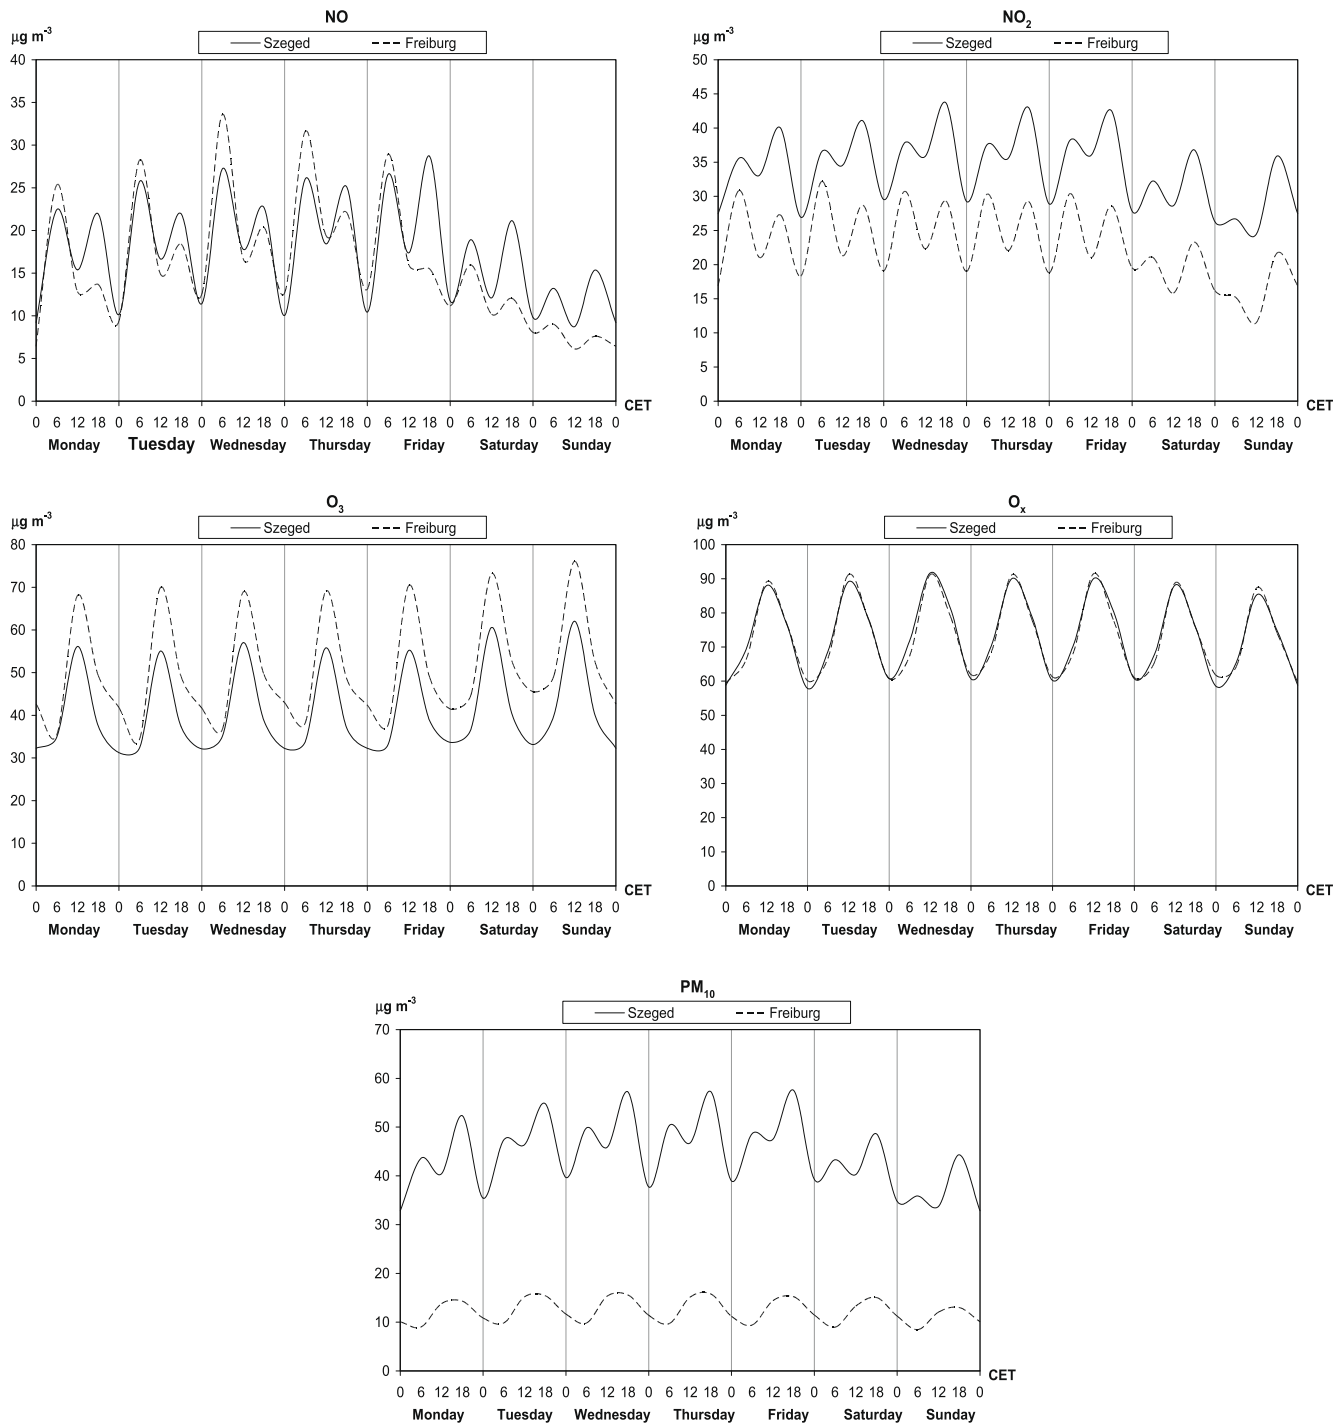 NO
μg m-3
Szeged Freiburg
40
35
30
25
20
15
10
5
0
CET
0 6 12 18 0 6 12 18 0 6 12 18 0 6 12 18 0 6 12 18 0 6 12 18 0 6 12 18 0
Monday Tuesday Wednesday Thursday Friday Saturday Sunday
NO2
μg m-3
Szeged Freiburg
50
45
40
35
30
25
20
15
10
5
0
CET
0 6 12 18 0 6 12 18 0 6 12 18 0 6 12 18 0 6 12 18 0 6 12 18 0 6 12 18 0
Monday Tuesday Wednesday Thursday Friday Saturday Sunday
O3
μg m-3
Szeged Freiburg
80
70
60
50
40
30
20
10
0
CET
0 6 12 18 0 6 12 18 0 6 12 18 0 6 12 18 0 6 12 18 0 6 12 18 0 6 12 18 0
Monday Tuesday Wednesday Thursday Friday Saturday Sunday
Ox
μg m-3
Szeged Freiburg
100
90
80
70
60
50
40
30
20
10
0
CET
0 6 12 18 0 6 12 18 0 6 12 18 0 6 12 18 0 6 12 18 0 6 12 18 0 6 12 18 0
Monday Tuesday Wednesday Thursday Friday Saturday Sunday
PM10
μg m-3
Szeged Freiburg
70
60
50
40
30
20
10
0
CET
0 6 12 18 0 6 12 18 0 6 12 18 0 6 12 18 0 6 12 18 0 6 12 18 0 6 12 18 0
Monday Tuesday Wednesday Thursday Friday Saturday Sunday